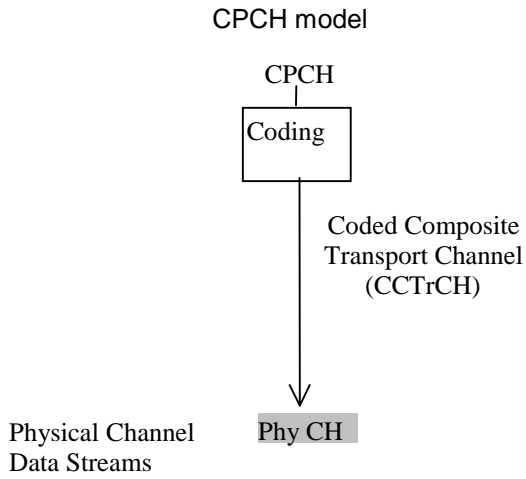 CPCH model
CPCH
Coding
Coded Composite
Transport Channel
(CCTrCH)
Physical Channel
Data Streams
Phy CH